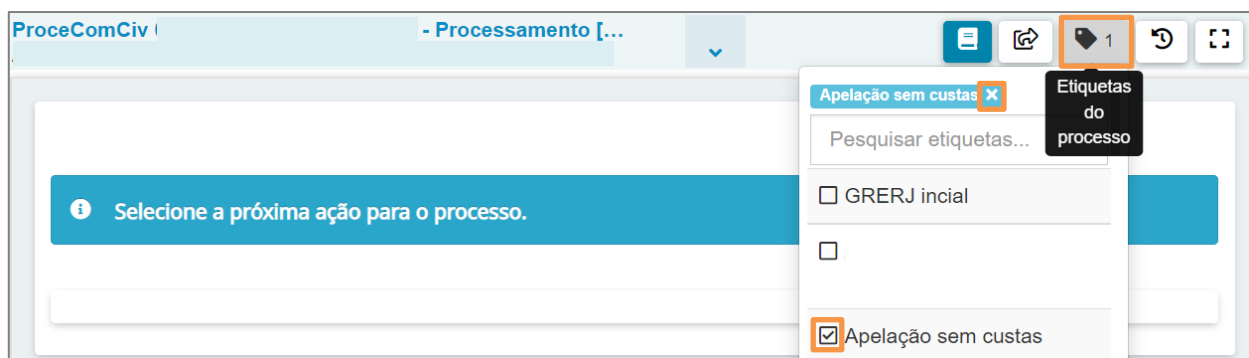 ProceComCiv (
- Processamento [...
1
Apelação sem custas
Etiquetas
do
processo
Pesquisar etiquetas...
Selecione a próxima ação para o processo.
GRERJ incial
Apelação sem custas